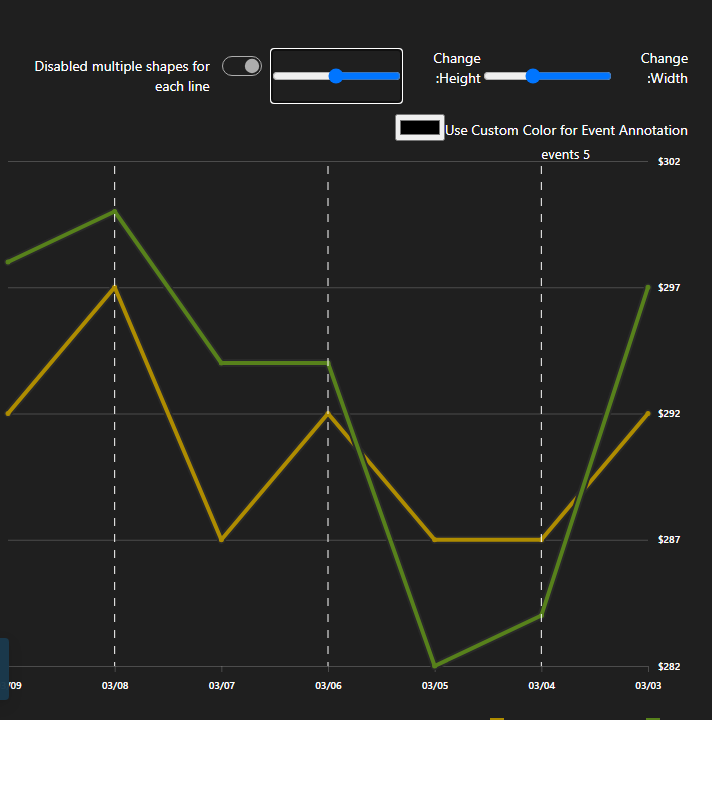 Change
Width:
Change
Height:
Disabled multiple shapes for
each line
Use Custom Color for Event Annotation
5 events
$302
$297
$292
$287
$282
03/03
03/04
03/05
03/06
03/07
03/08
/09